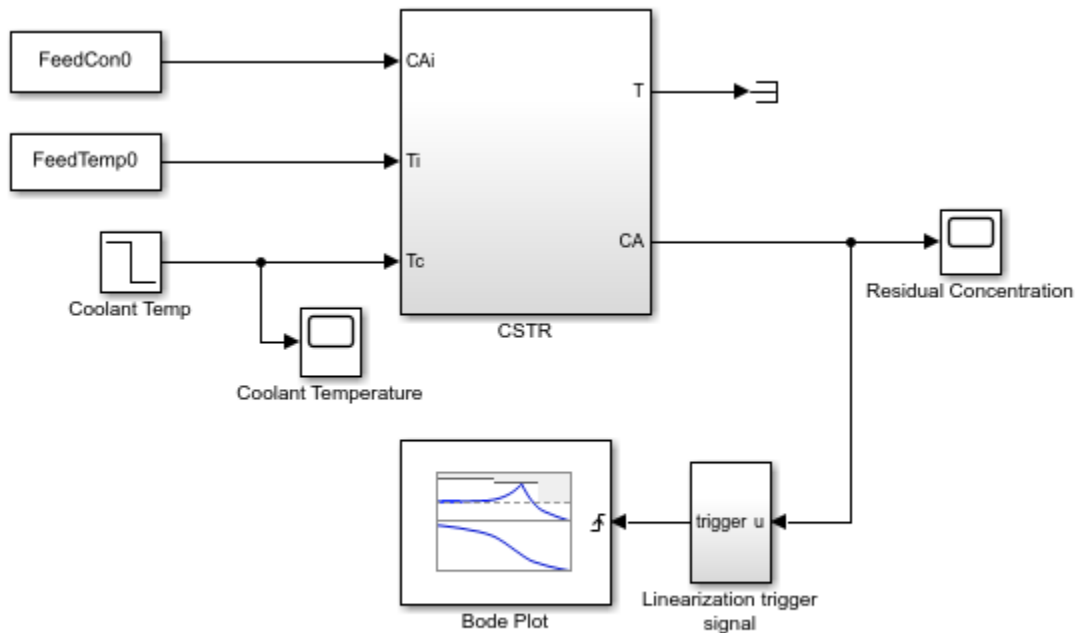 FeedCon0
CAi
T
FeedTemp0
Ti
Tc
CA
Coolant Temp
CSTR
Residual Concentration
Coolant Temperature
trigger u
Bode Plot
Linearization trigger
signal